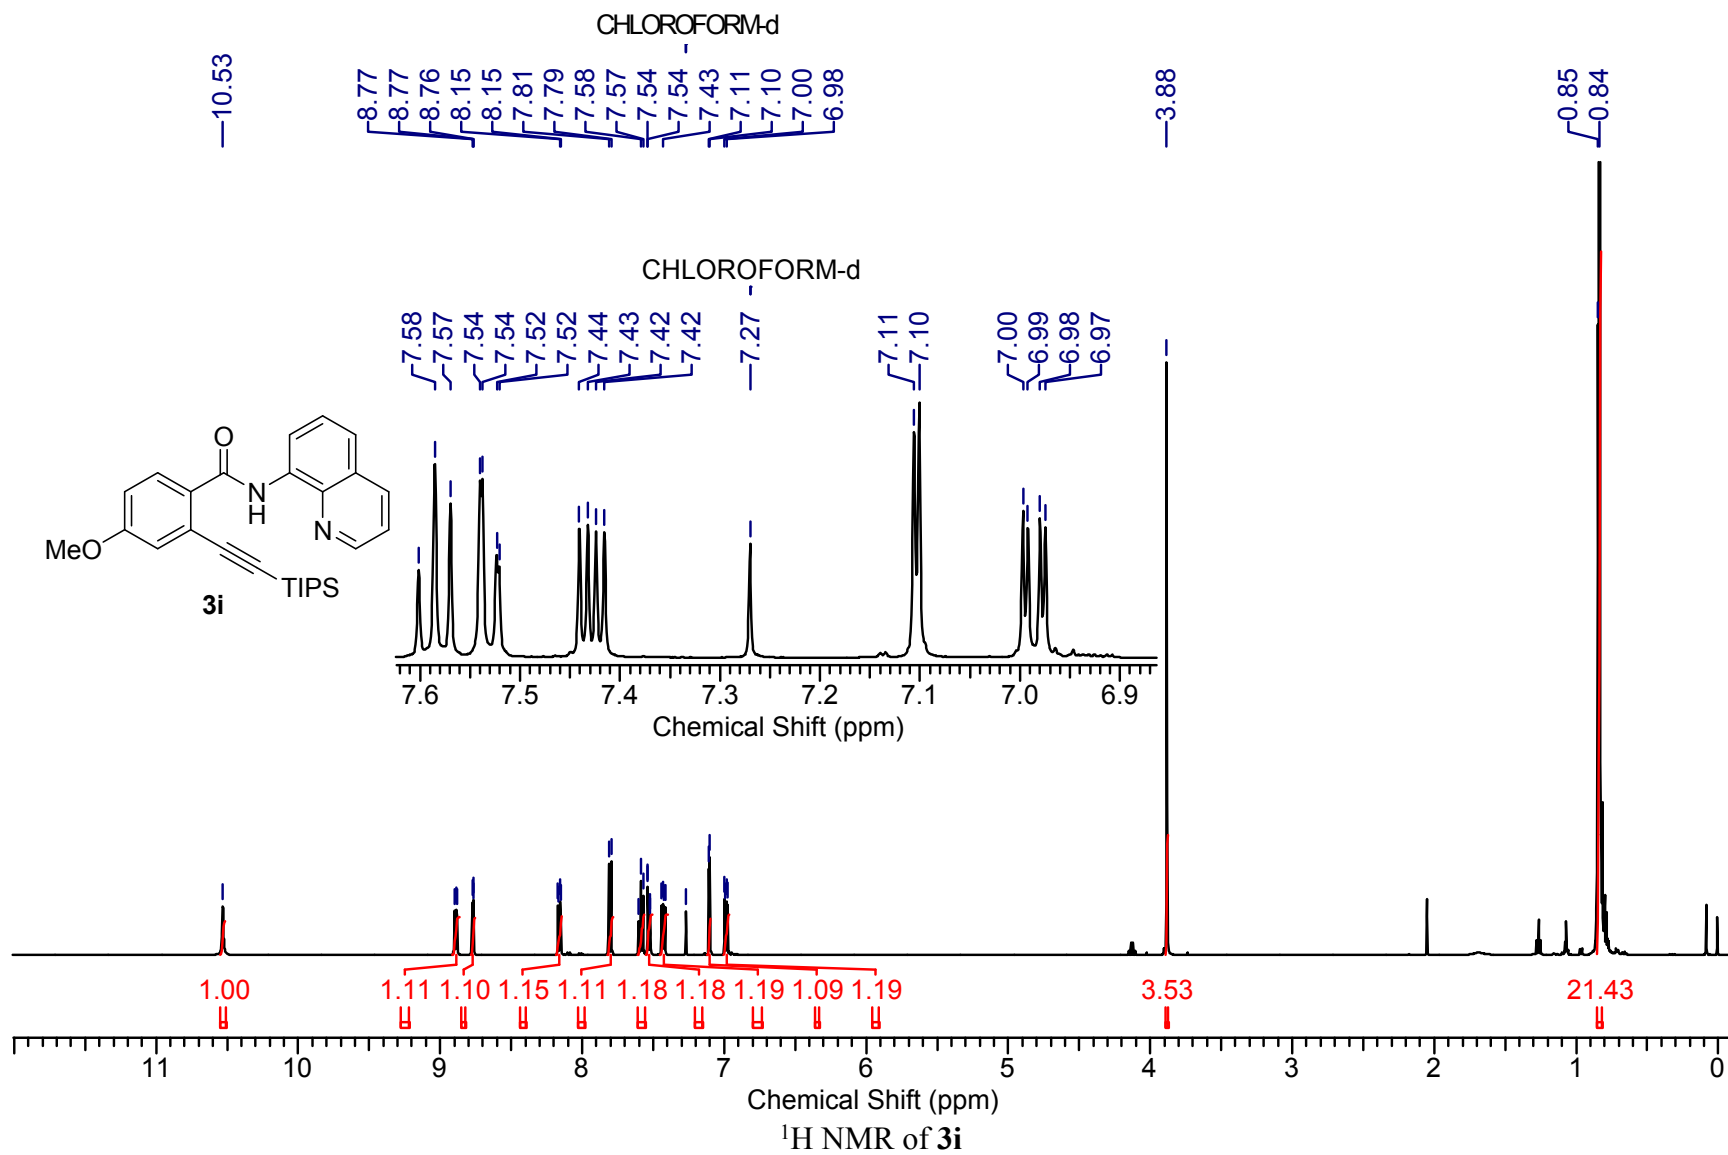 CHLOROFORM-d
10.53
8.77
8.77
8.76
8.15
8.15
7.81
7.79
7.58
7.57
7.54
7.54
7.43
7.11
7.10
7.00
6.98
3.88
0.85
0.84
CHLOROFORM-d
7.58
7.57
7.54
7.54
7.52
7.52
7.44
7.43
7.42
7.42
7.27
7.11
7.10
7.00
6.99
6.98
6.97
O
N
H
N
MeO
TIPS
3i
7.6 7.5 7.4 7.3 7.2 7.1 7.0 6.9
Chemical Shift (ppm)
1.00 1.11 1.10 1.15 1.11 1.18 1.18 1.19 1.09 1.19 3.53 21.43
11 10 9 8 7 6 5 4 3 2 1 0
Chemical Shift (ppm)
¹H NMR of 3i